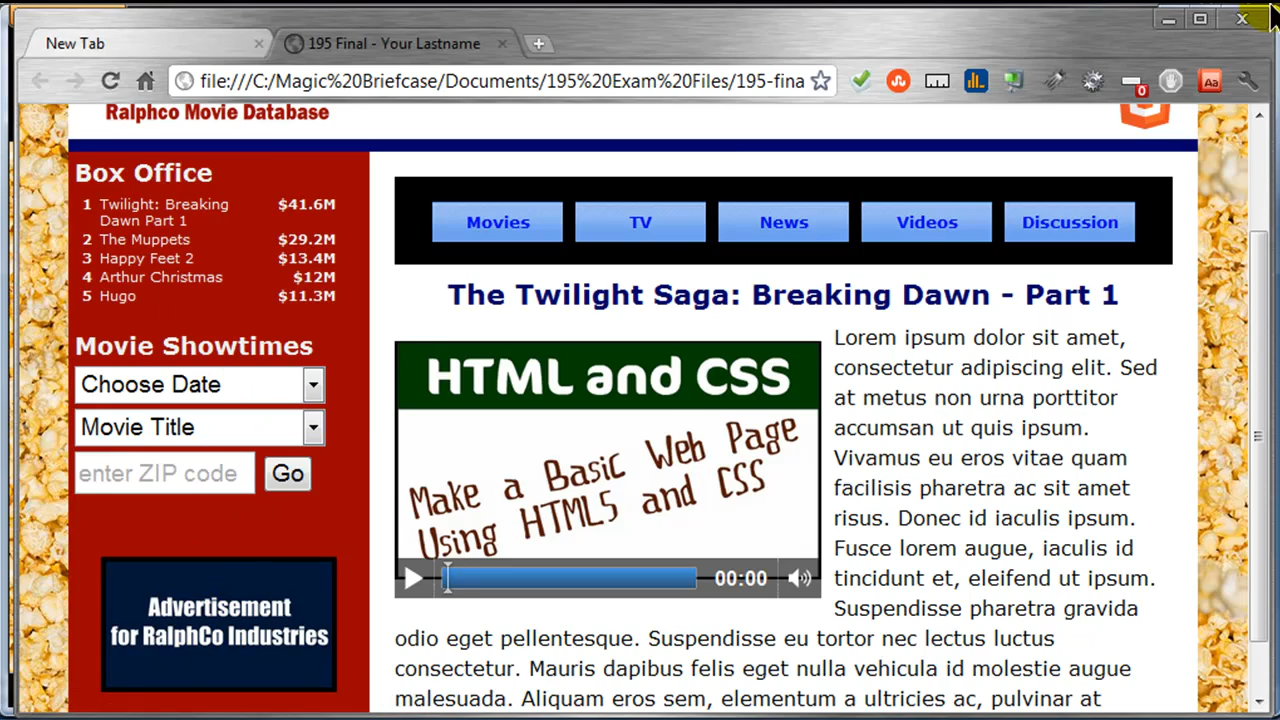 New Tab
195 Final - Your Lastname
file:///C:/Magic%20Briefcase/Documents/195%20Exam%20Files/195-fina
0
Aa
Ralphco Movie Database
Box Office
1 Twilight: Breaking Dawn Part 1 $41.6M
2 The Muppets $29.2M
3 Happy Feet 2 $13.4M
4 Arthur Christmas $12M
5 Hugo $11.3M
Movie Showtimes
Choose Date
Movie Title
enter ZIP code Go
Advertisement
for RalphCo Industries
Movies TV News Videos Discussion
The Twilight Saga: Breaking Dawn - Part 1
HTML and CSS
Make a Basic Web Page
Using HTML5 and CSS
00:00
Lorem ipsum dolor sit amet,
consectetur adipiscing elit. Sed
at metus non urna porttitor
accumsan ut quis ipsum.
Vivamus eu eros vitae quam
facilisis pharetra ac sit amet
risus. Donec id iaculis ipsum.
Fusce lorem augue, iaculis id
tincidunt et, eleifend ut ipsum.
Suspendisse pharetra gravida
odio eget pellentesque. Suspendisse eu tortor nec lectus luctus
consectetur. Mauris dapibus felis eget nulla vehicula id molestie augue
malesuada. Aliquam eros sem, elementum a ultricies ac, pulvinar at